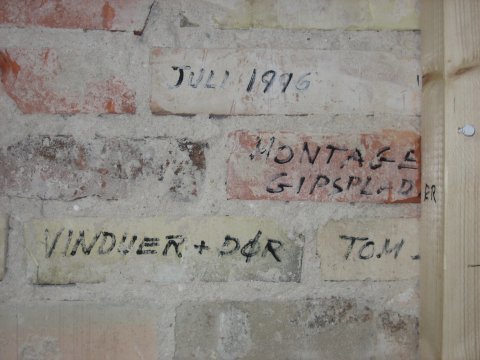 JULI 1996
MONTAGE
GIPSPLADER
VINDUER + DØR
TOM